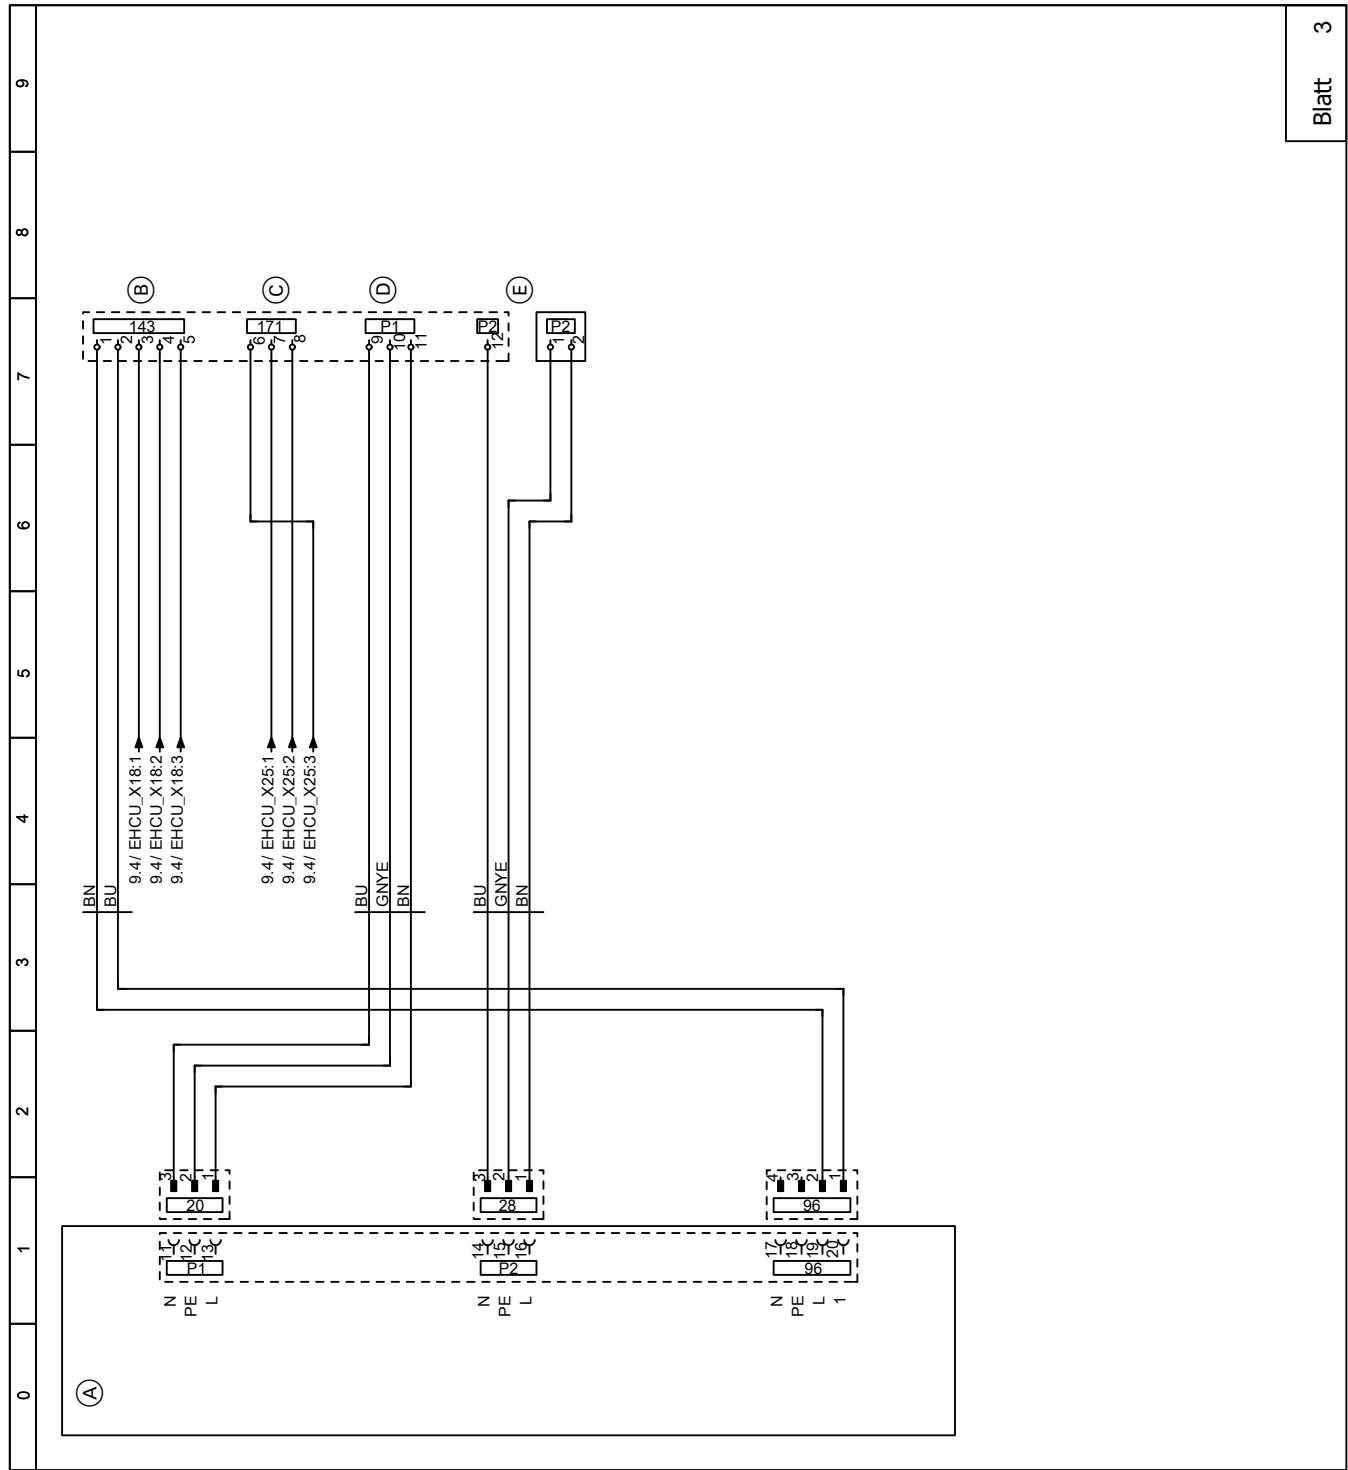 Blatt 3
9
8
7
6
5
4
3
2
1
0
B
C
D
E
143
171
P1
P2
P2
1
2
3
4
5
6
7
8
9
10
11
12
1
2
9.4/ EHCU_X18:1
9.4/ EHCU_X18:2
9.4/ EHCU_X18:3
9.4/ EHCU_X25:1
9.4/ EHCU_X25:2
9.4/ EHCU_X25:3
BN
BU
BU
GNYE
BN
BU
GNYE
BN
3
2
1
20
3
2
1
28
4
3
2
1
96
11
12
13
P1
14
15
16
P2
17
18
19
20
96
N
PE
L
N
PE
L
N
PE
L
1
A